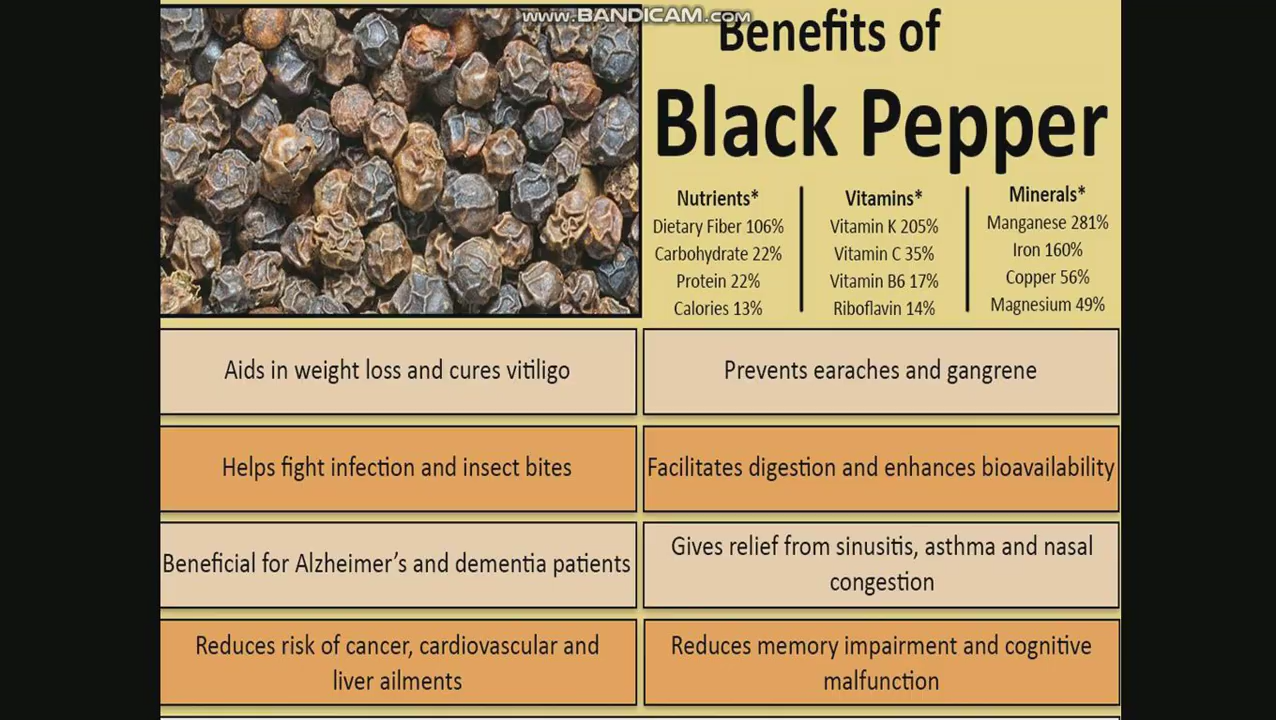 www.BANDICAM.com
Benefits of
Black Pepper
Nutrients*
Dietary Fiber 106%
Carbohydrate 22%
Protein 22%
Calories 13%
Vitamins*
Vitamin K 205%
Vitamin C 35%
Vitamin B6 17%
Riboflavin 14%
Minerals*
Manganese 281%
Iron 160%
Copper 56%
Magnesium 49%
Aids in weight loss and cures vitiligo
Prevents earaches and gangrene
Helps fight infection and insect bites
Facilitates digestion and enhances bioavailability
Beneficial for Alzheimer’s and dementia patients
Gives relief from sinusitis, asthma and nasal
congestion
Reduces risk of cancer, cardiovascular and
liver ailments
Reduces memory impairment and cognitive
malfunction